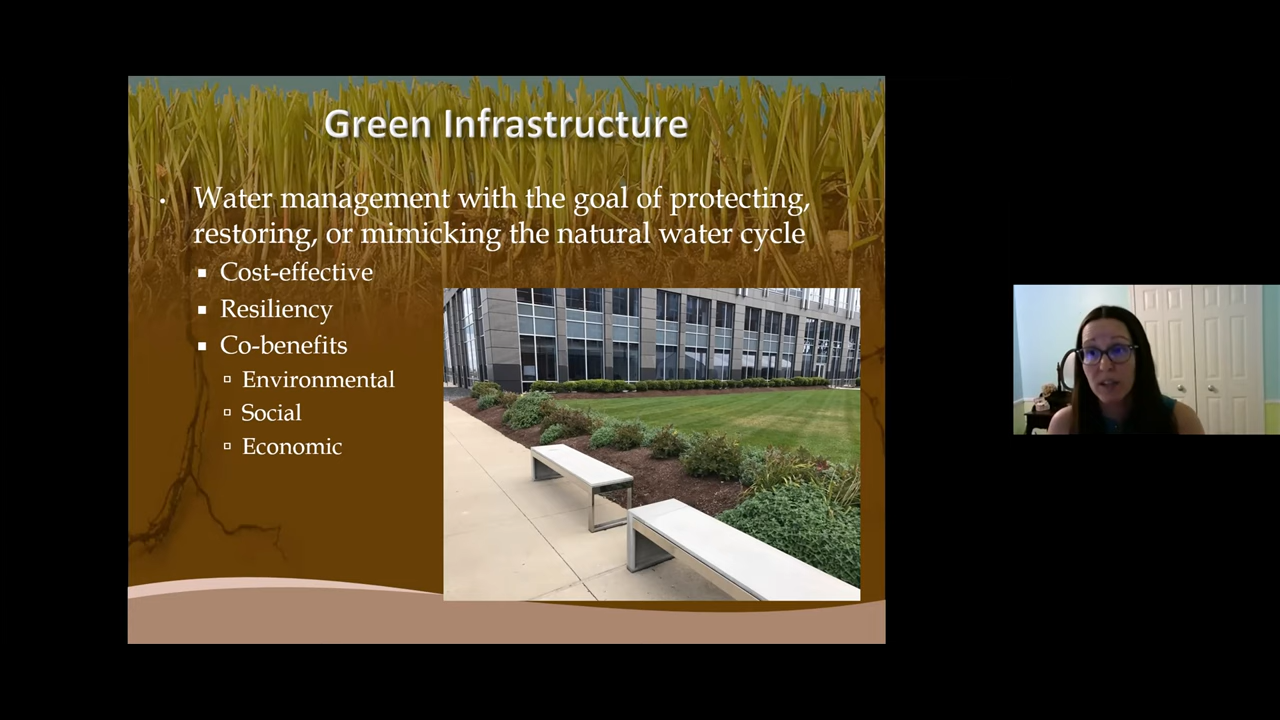 Green Infrastructure
• Water management with the goal of protecting,
restoring, or mimicking the natural water cycle
▪ Cost-effective
▪ Resiliency
▪ Co-benefits
▫ Environmental
▫ Social
▫ Economic